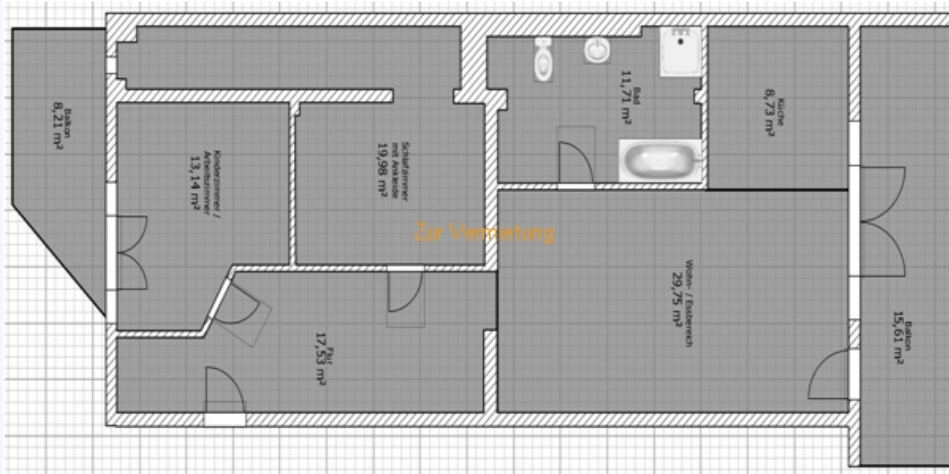 Balkon
8,21 m²
Kinderzimmer /
Arbeitszimmer
13,14 m²
Schlafzimmer
mit Ankleide
19,98 m²
Bad
11,71 m²
Küche
8,73 m²
Zur Vermietung
Wohn- / Essbereich
29,75 m²
Flur
17,53 m²
Balkon
15,61 m²